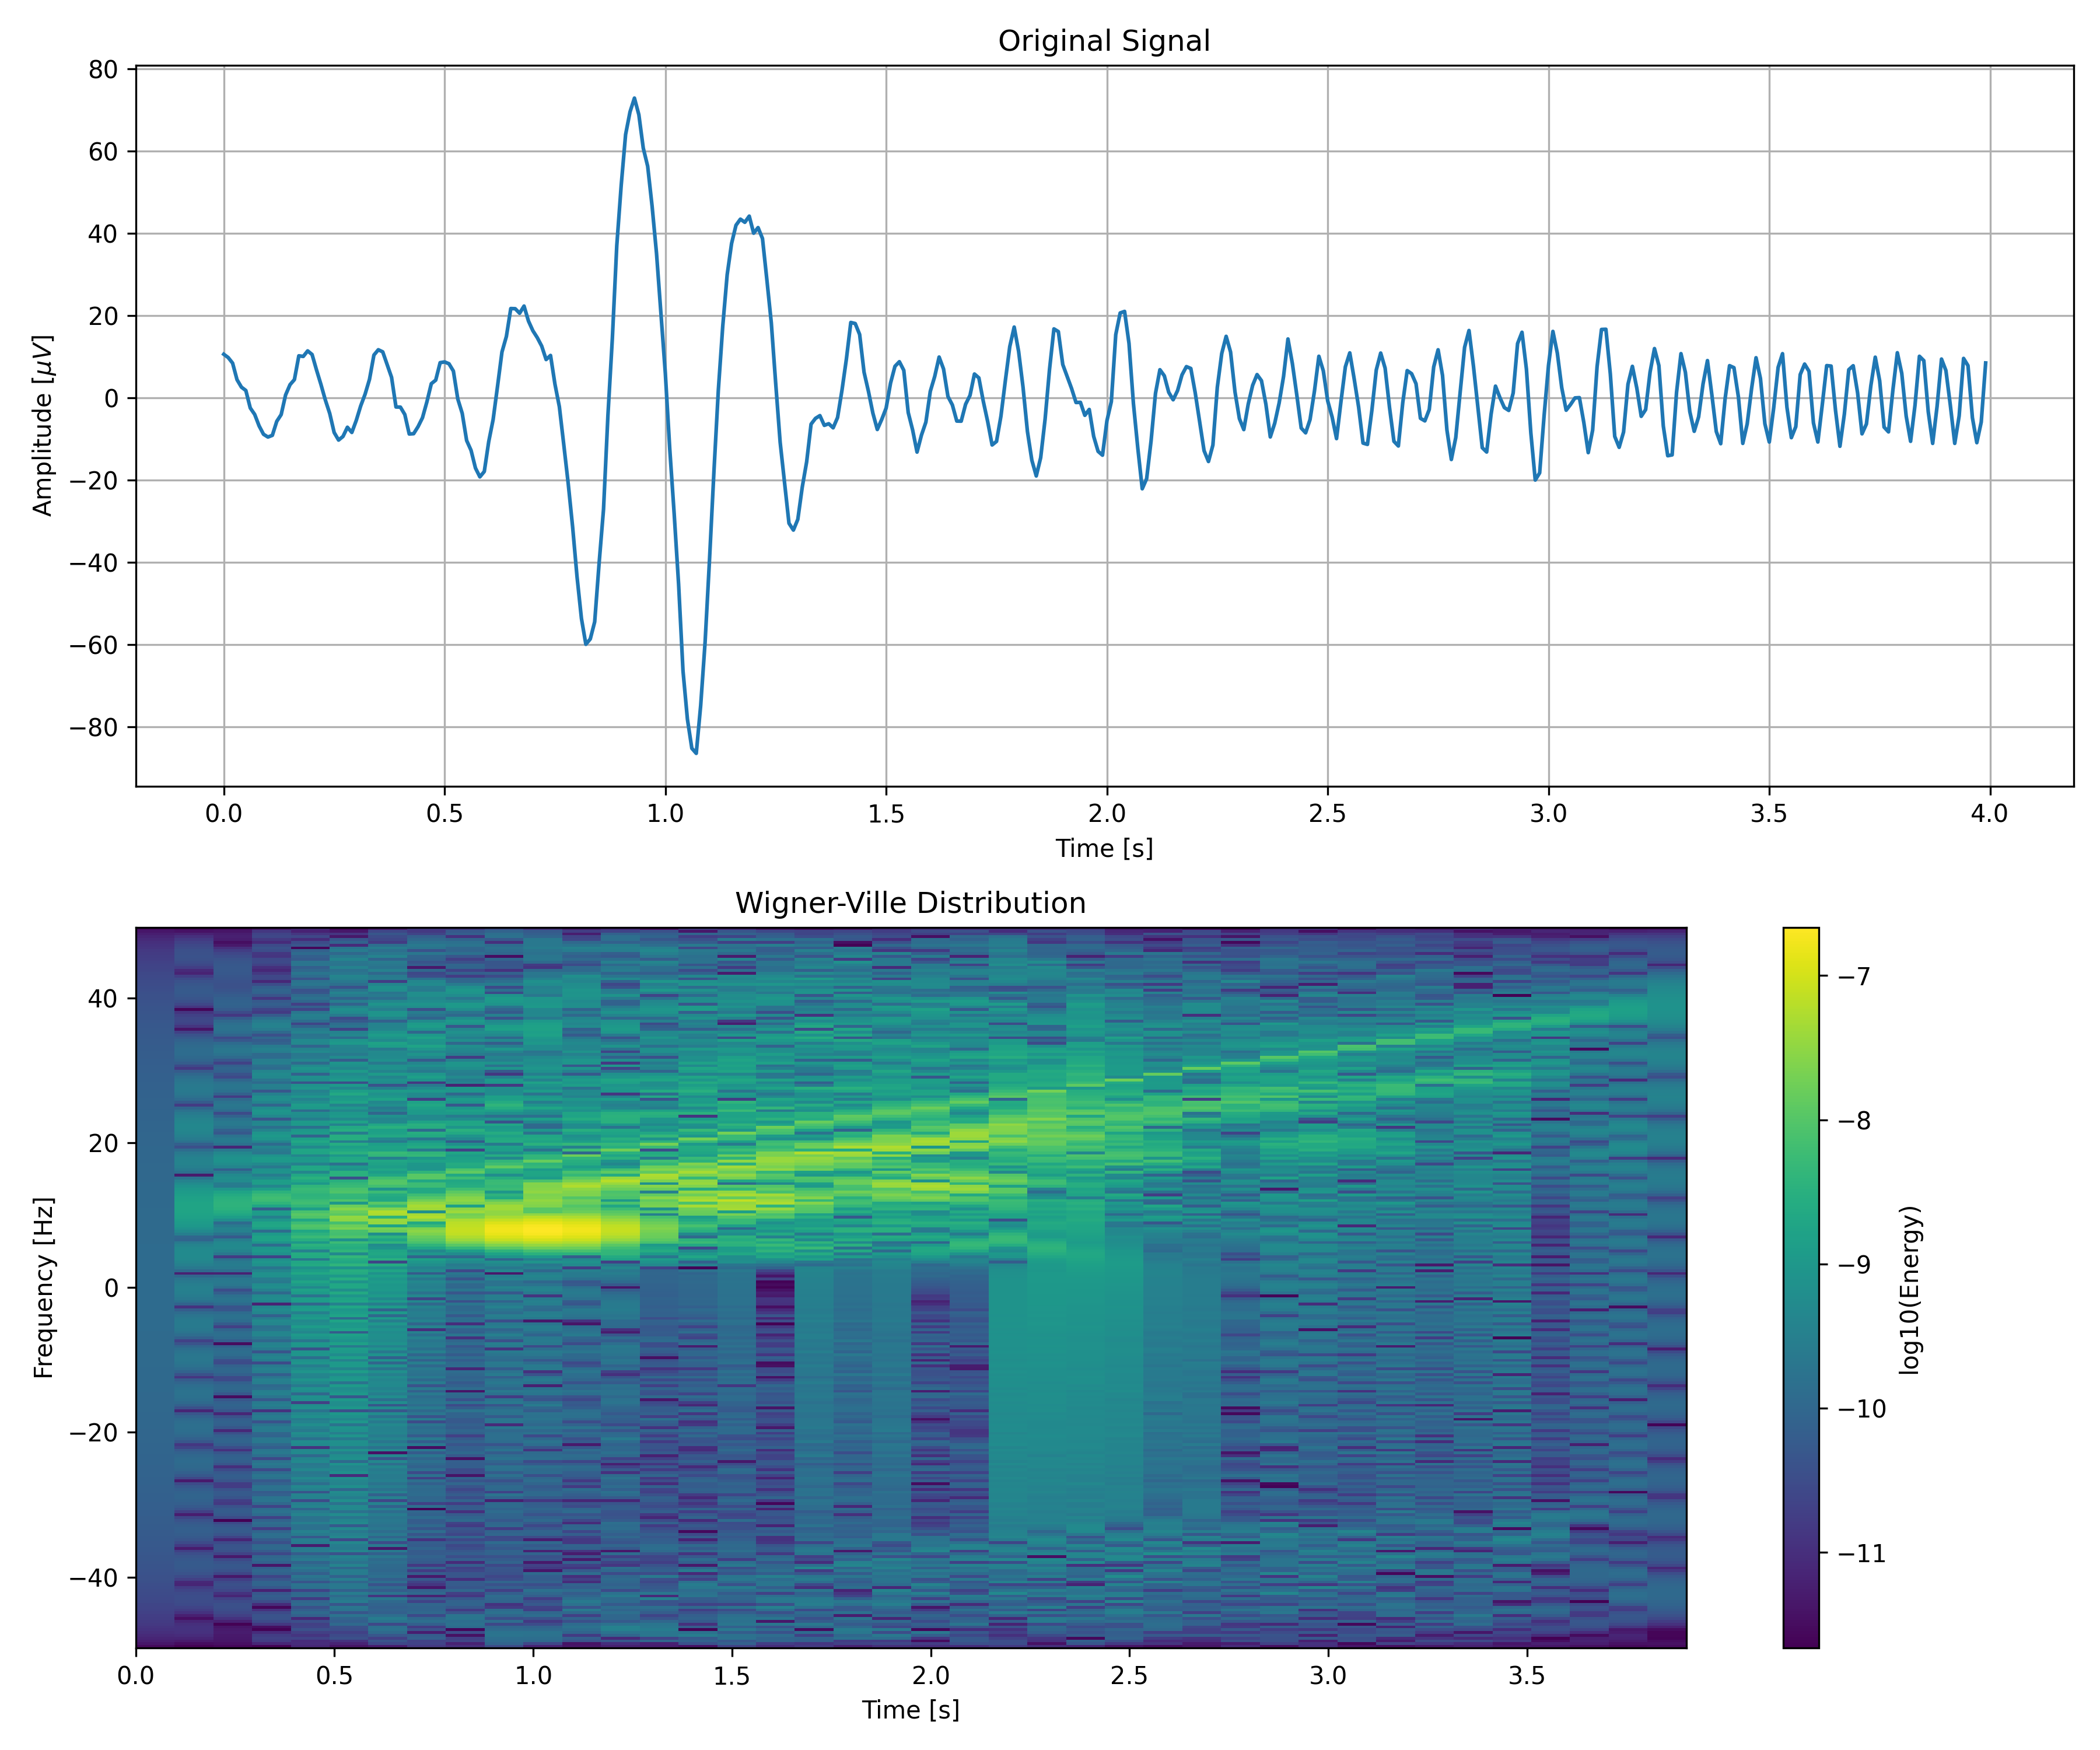 Original Signal
80
60
40
20
0
−20
−40
−60
−80
Amplitude [μV]
0.0 0.5 1.0 1.5 2.0 2.5 3.0 3.5 4.0
Time [s]
Wigner-Ville Distribution
40
20
0
−20
−40
Frequency [Hz]
0.0 0.5 1.0 1.5 2.0 2.5 3.0 3.5
Time [s]
−7
−8
−9
−10
−11
log10(Energy)